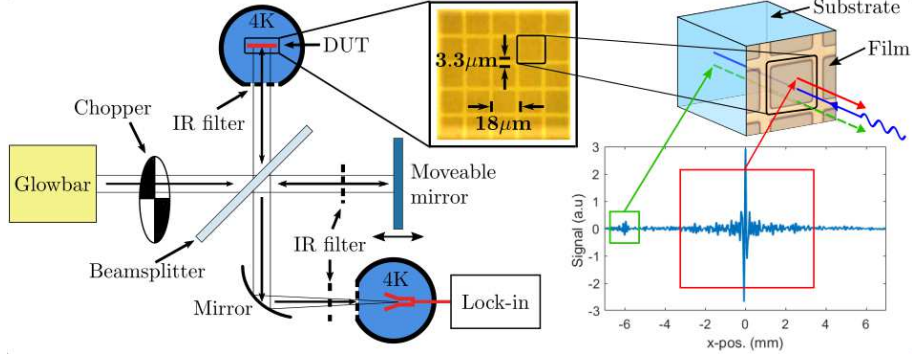 4K
DUT
IR filter
Chopper
Glowbar
Beamsplitter
Mirror
IR filter
Moveable
mirror
4K
Lock-in
3.3μm
18μm
Substrate
Film
3
2
1
0
-1
-2
-3
Signal (a.u)
-6
-4
-2
0
2
4
6
x-pos. (mm)